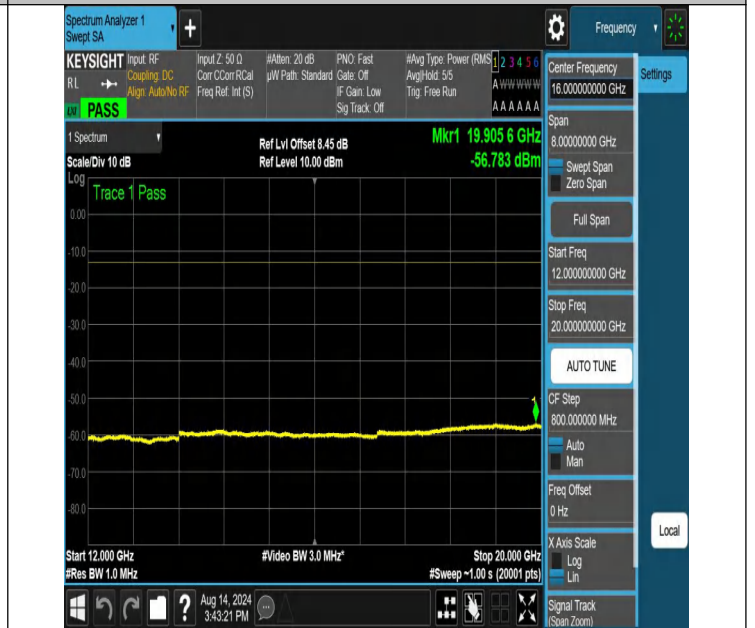 Spectrum Analyzer 1
Swept SA
+
Frequency
KEYSIGHT
RL
PASS
Input: RF
Coupling: DC
Align: Auto/No RF
Input Z: 50 Ω
Corr CCorr RCal
Freq Ref: Int (S)
#Atten: 20 dB
µW Path: Standard
PNO: Fast
Gate: Off
IF Gain: Low
Sig Track: Off
#Avg Type: Power (RMS
Avg|Hold: 5/5
Trig: Free Run
1 2 3 4 5 6
A W W W W W
A A A A A A
Center Frequency
16.000000000 GHz
Settings
1 Spectrum
Scale/Div 10 dB
Ref Lvl Offset 8.45 dB
Ref Level 10.00 dBm
Mkr1 19.905 6 GHz
-56.783 dBm
Log
Trace 1 Pass
0.00
-10.0
-20.0
-30.0
-40.0
-50.0
-60.0
-70.0
-80.0
1
Start 12.000 GHz
#Res BW 1.0 MHz
#Video BW 3.0 MHz*
Stop 20.000 GHz
#Sweep ~1.00 s (20001 pts)
Span
8.00000000 GHz
Swept Span
Zero Span
Full Span
Start Freq
12.000000000 GHz
Stop Freq
20.000000000 GHz
AUTO TUNE
CF Step
800.000000 MHz
Auto
Man
Freq Offset
0 Hz
X Axis Scale
Log
Lin
Local
Signal Track
(Span Zoom)
?
Aug 14, 2024
3:43:21 PM